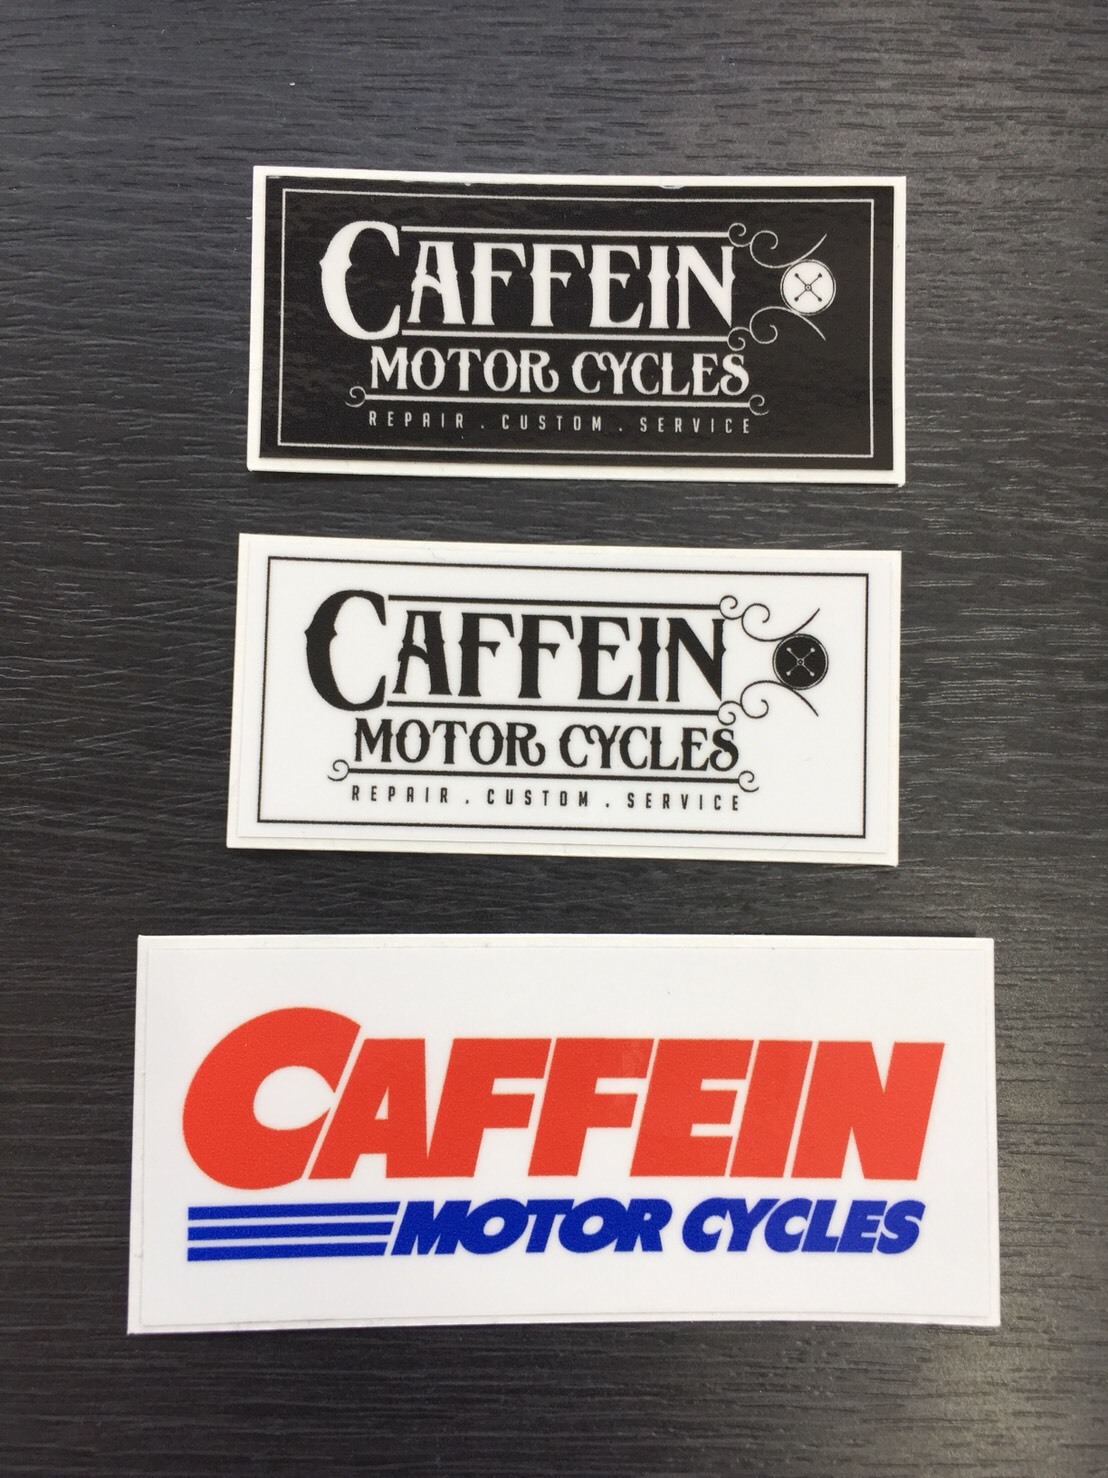 CAFFEIN
MOTOR CYCLES
REPAIR . CUSTOM . SERVICE
CAFFEIN
MOTOR CYCLES
REPAIR . CUSTOM . SERVICE
CAFFEIN
MOTOR CYCLES